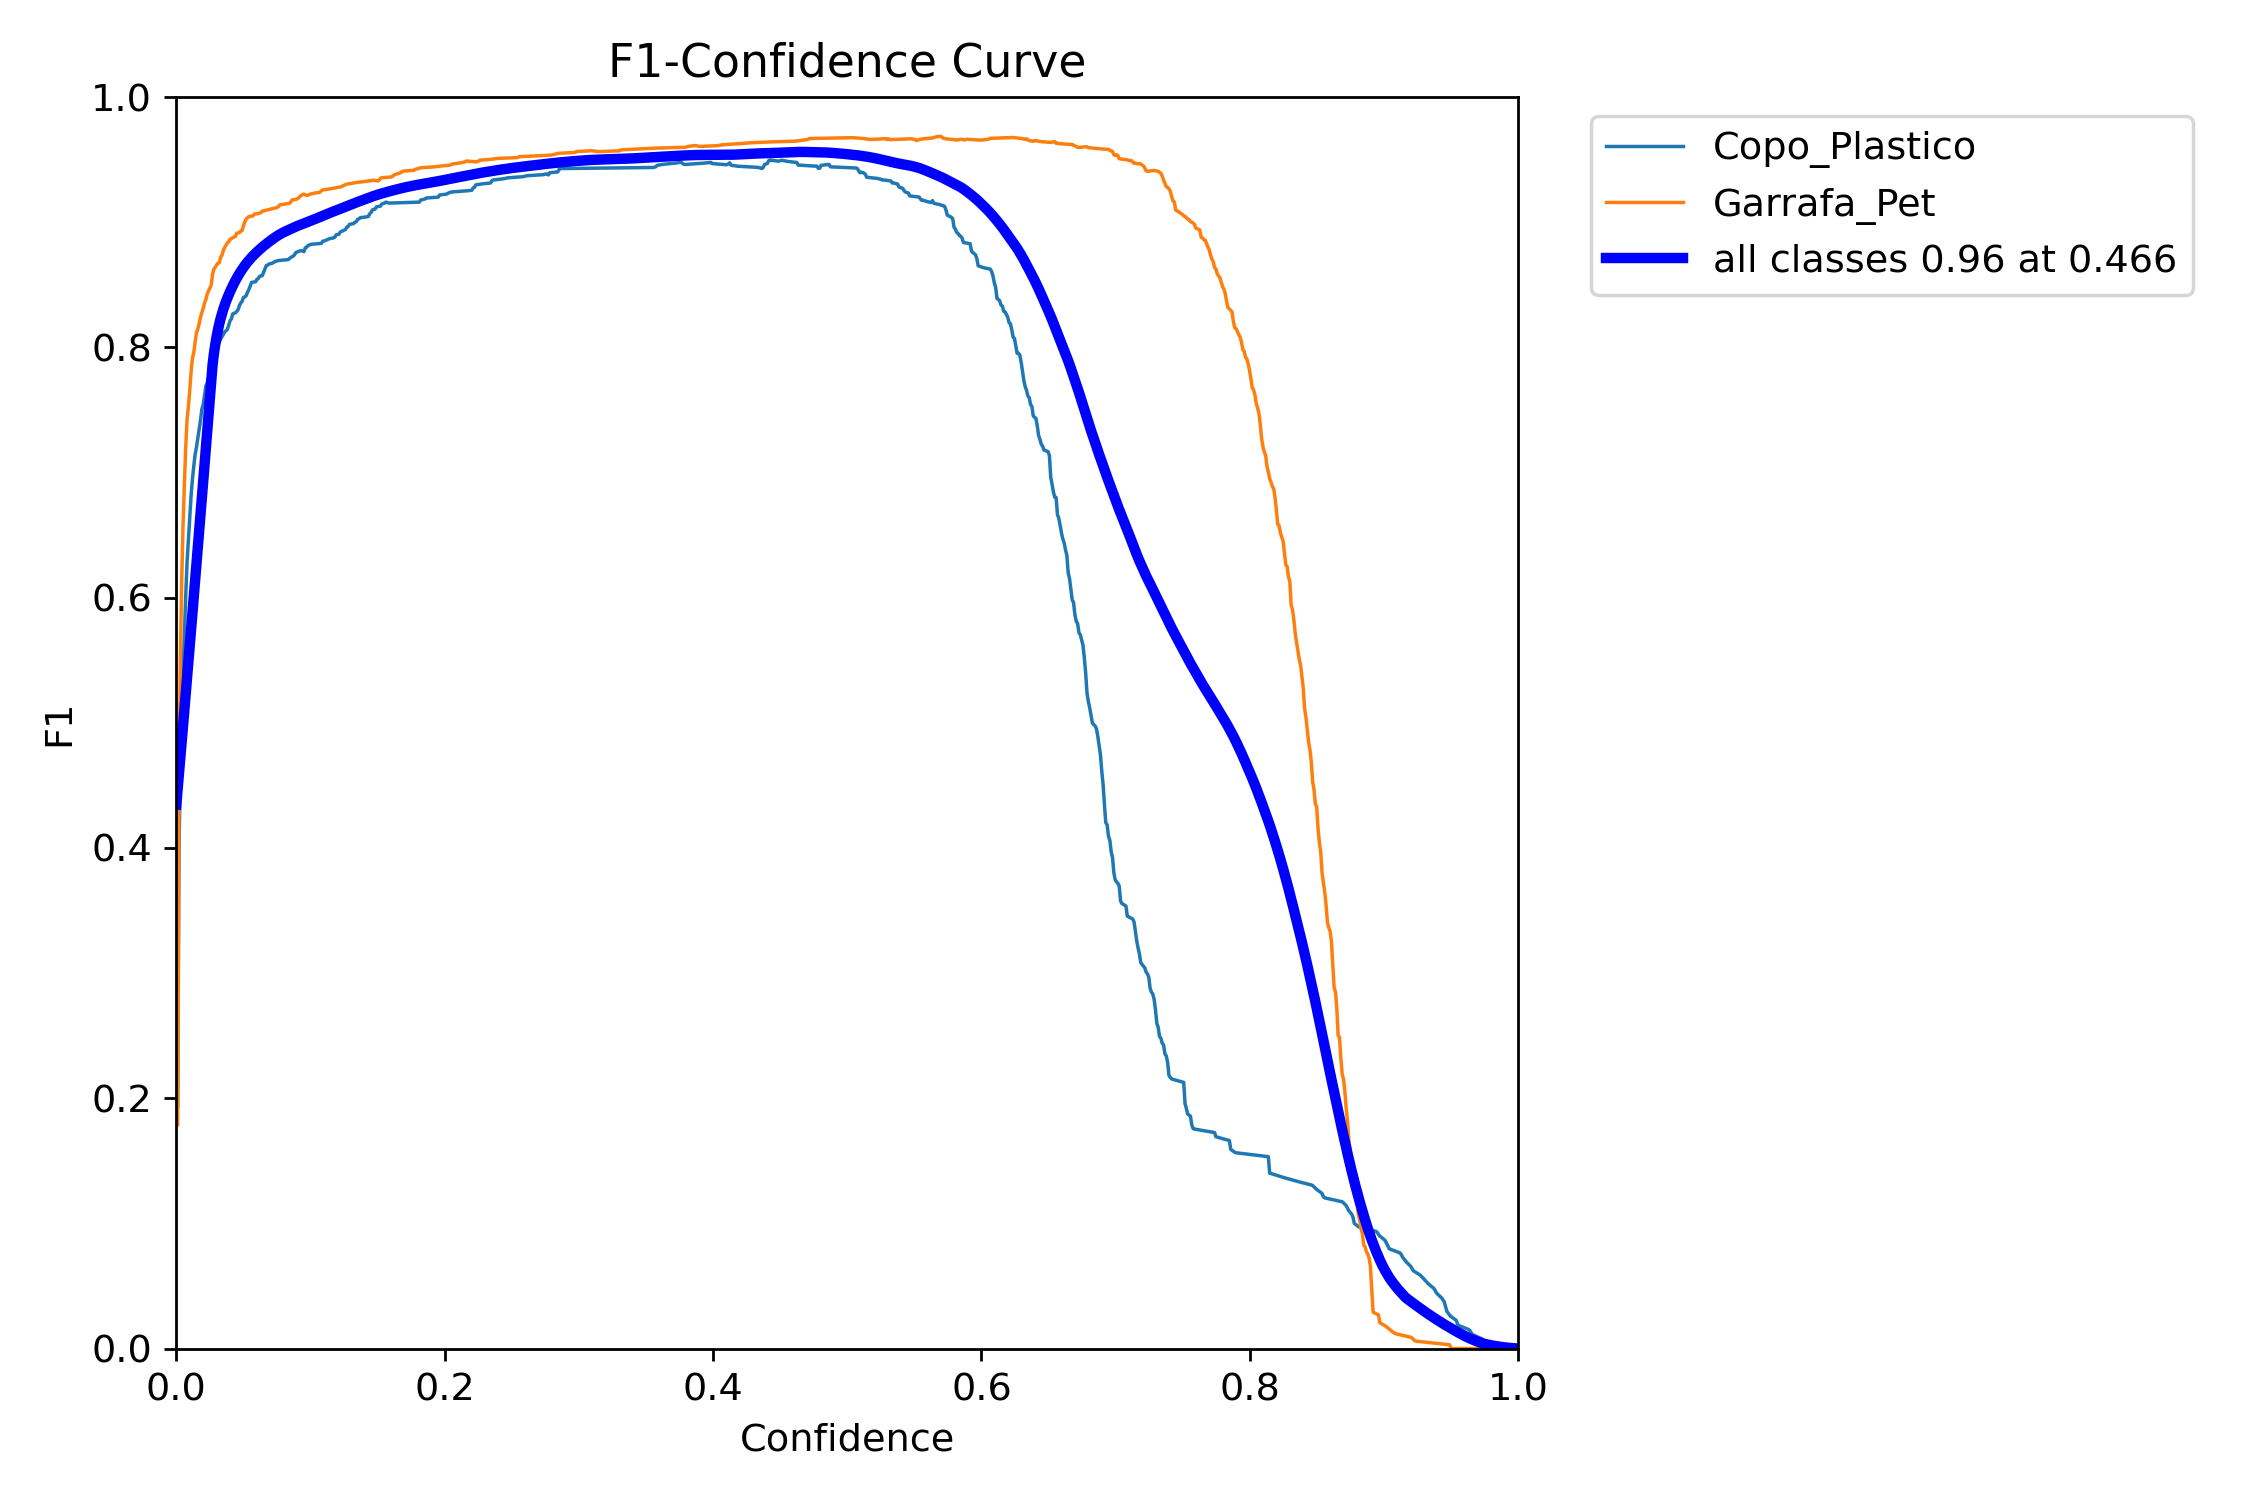 F1-Confidence Curve
1.0
0.8
0.6
0.4
0.2
0.0
F1
0.0 0.2 0.4 0.6 0.8 1.0
Confidence
Copo_Plastico
Garrafa_Pet
all classes 0.96 at 0.466